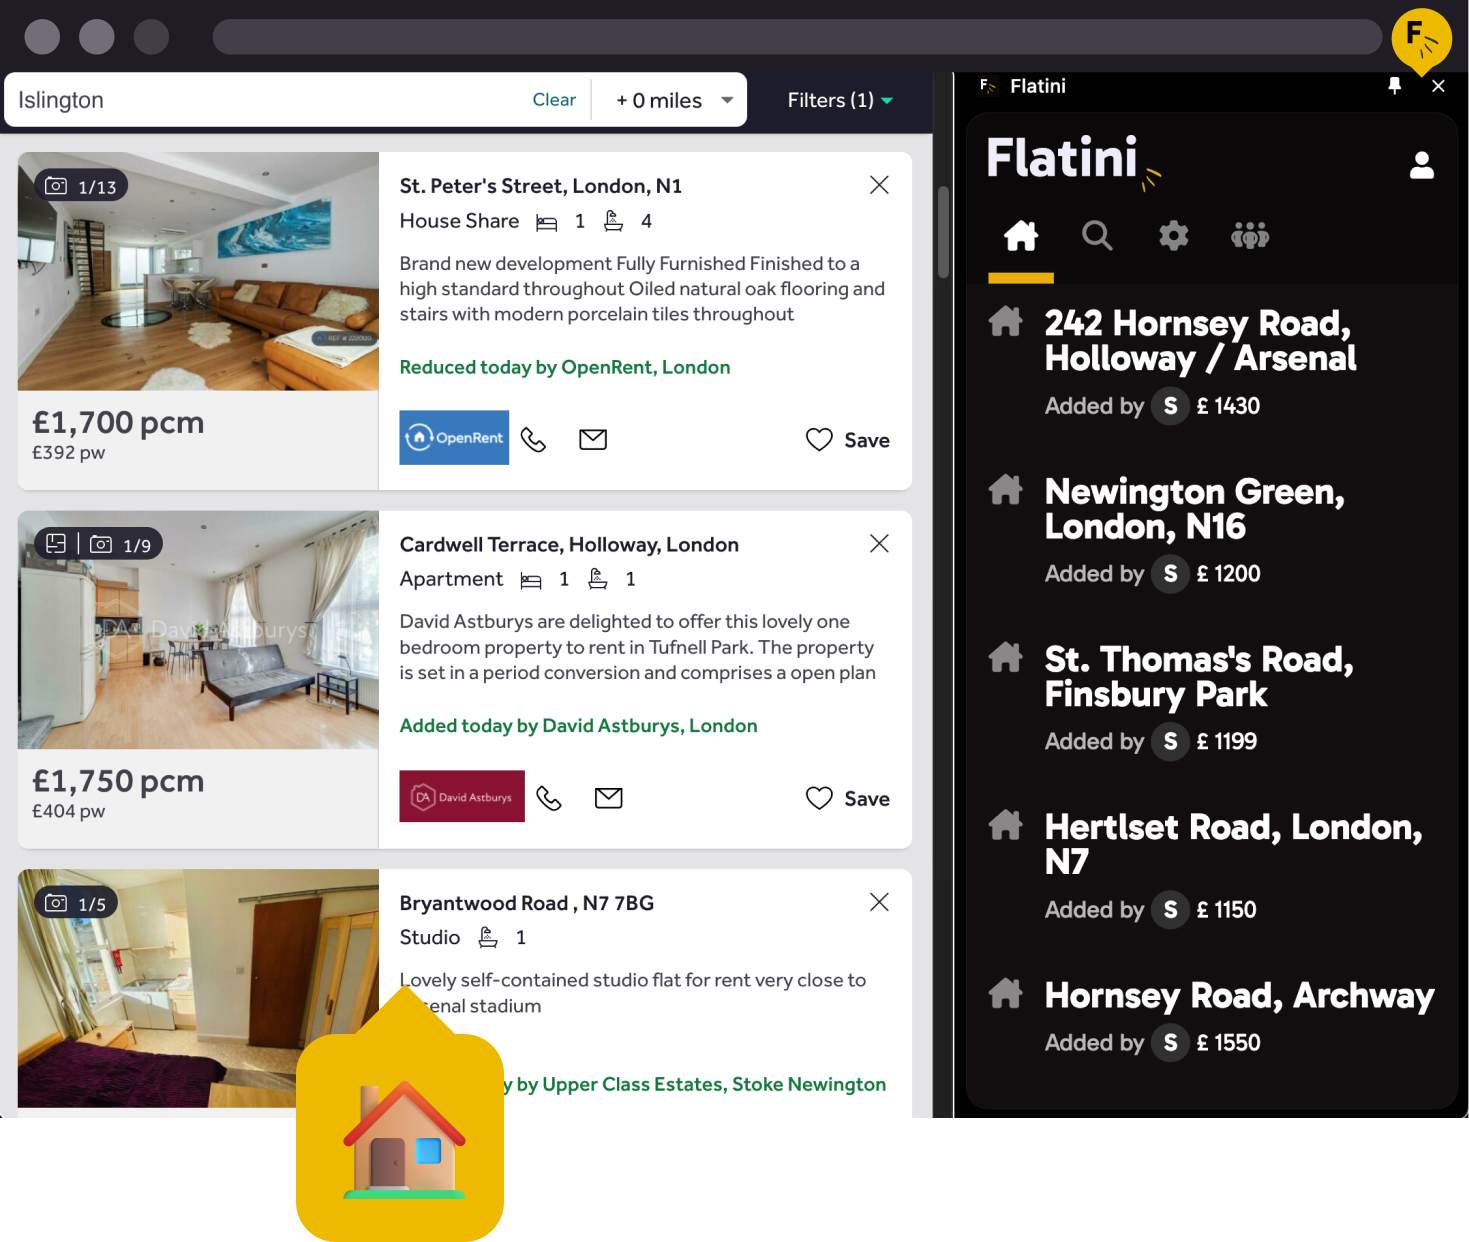 F
Islington
Clear
+ 0 miles
Filters (1)
1/13
REF # 2220120
St. Peter's Street, London, N1
House Share 1 4
Brand new development Fully Furnished Finished to a
high standard throughout Oiled natural oak flooring and
stairs with modern porcelain tiles throughout
Reduced today by OpenRent, London
£1,700 pcm
£392 pw
OpenRent
Save
1/9
DA David Astburys
Cardwell Terrace, Holloway, London
Apartment 1 1
David Astburys are delighted to offer this lovely one
bedroom property to rent in Tufnell Park. The property
is set in a period conversion and comprises a open plan
Added today by David Astburys, London
£1,750 pcm
£404 pw
DA David Astburys
Save
1/5
Bryantwood Road , N7 7BG
Studio 1
Lovely self-contained studio flat for rent very close to
enal stadium
y by Upper Class Estates, Stoke Newington
F Flatini
Flatini
242 Hornsey Road,
Holloway / Arsenal
Added by S £ 1430
Newington Green,
London, N16
Added by S £ 1200
St. Thomas's Road,
Finsbury Park
Added by S £ 1199
Hertlset Road, London,
N7
Added by S £ 1150
Hornsey Road, Archway
Added by S £ 1550